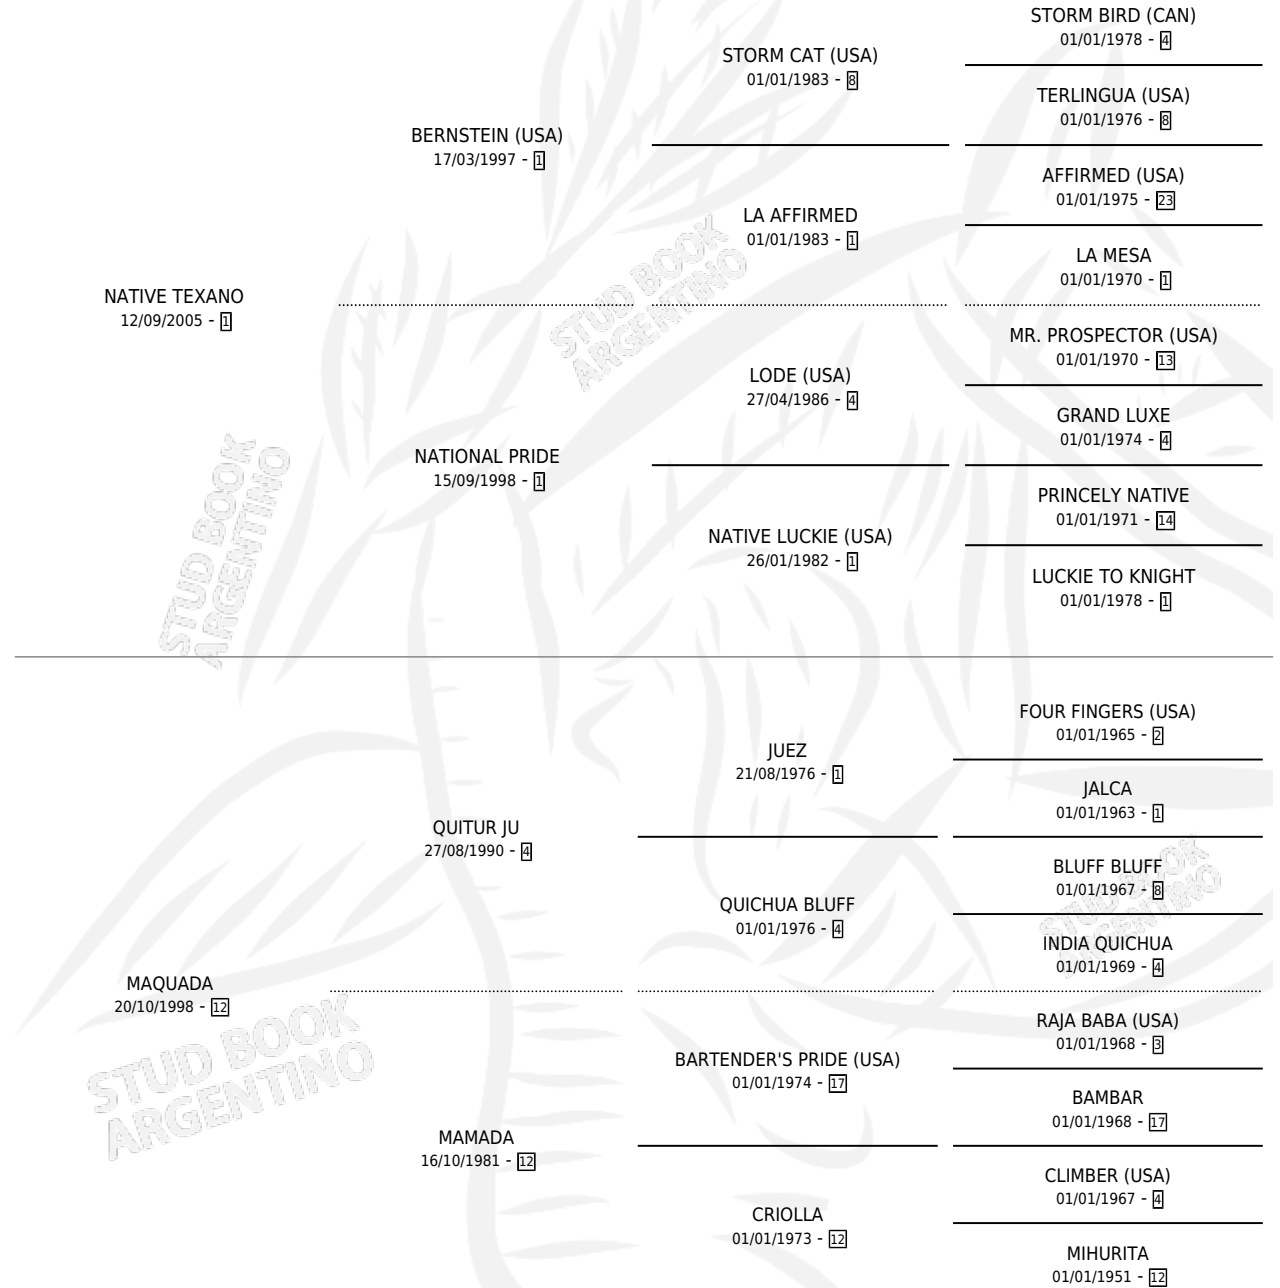 STORM BIRD (CAN)
01/01/1978 - 4
STORM CAT (USA)
01/01/1983 - 8
TERLINGUA (USA)
01/01/1976 - 8
BERNSTEIN (USA)
17/03/1997 - 1
AFFIRMED (USA)
01/01/1975 - 23
LA AFFIRMED
01/01/1983 - 1
LA MESA
01/01/1970 - 1
NATIVE TEXANO
12/09/2005 - 1
MR. PROSPECTOR (USA)
01/01/1970 - 13
LODE (USA)
27/04/1986 - 4
GRAND LUXE
01/01/1974 - 4
NATIONAL PRIDE
15/09/1998 - 1
PRINCELY NATIVE
01/01/1971 - 14
NATIVE LUCKIE (USA)
26/01/1982 - 1
LUCKIE TO KNIGHT
01/01/1978 - 1
STUD BOOK
ARGENTINO
STUD BOOK
ARGENTINO
FOUR FINGERS (USA)
01/01/1965 - 2
JUEZ
21/08/1976 - 1
JALCA
01/01/1963 - 1
QUITUR JU
27/08/1990 - 4
BLUFF BLUFF
01/01/1967 - 8
QUICHUA BLUFF
01/01/1976 - 4
INDIA QUICHUA
01/01/1969 - 4
STUD BOOK
ARGENTINO
MAQUADA
20/10/1998 - 12
RAJA BABA (USA)
01/01/1968 - 3
BARTENDER'S PRIDE (USA)
01/01/1974 - 17
BAMBAR
01/01/1968 - 17
STUD BOOK
ARGENTINO
MAMADA
16/10/1981 - 12
CLIMBER (USA)
01/01/1967 - 4
CRIOLLA
01/01/1973 - 12
MIHURITA
01/01/1951 - 12